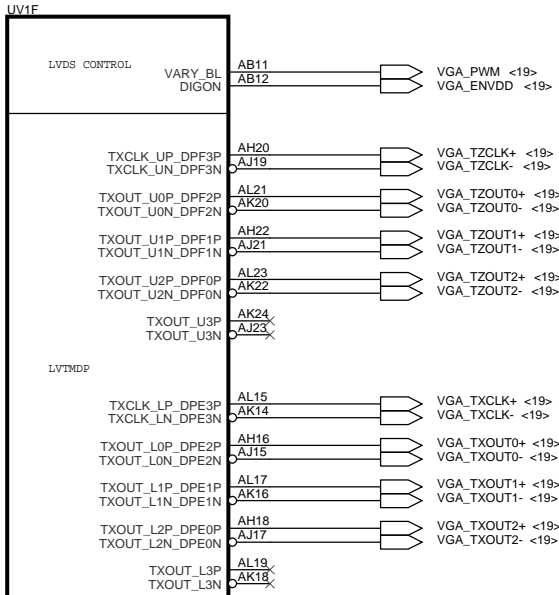 UV1F
LVDS CONTROL
VARY_BL AB11 VGA_PWM <19>
DIGON AB12 VGA_ENVDD <19>
TXCLK_UP_DPF3P AH20 VGA_TZCLK+ <19>
TXCLK_UN_DPF3N AJ19 VGA_TZCLK- <19>
TXOUT_U0P_DPF2P AL21 VGA_TZOUT0+ <19>
TXOUT_U0N_DPF2N AK20 VGA_TZOUT0- <19>
TXOUT_U1P_DPF1P AH22 VGA_TZOUT1+ <19>
TXOUT_U1N_DPF1N AJ21 VGA_TZOUT1- <19>
TXOUT_U2P_DPF0P AL23 VGA_TZOUT2+ <19>
TXOUT_U2N_DPF0N AK22 VGA_TZOUT2- <19>
TXOUT_U3P AK24
TXOUT_U3N AJ23
LVTMDP
TXCLK_LP_DPE3P AL15 VGA_TXCLK+ <19>
TXCLK_LN_DPE3N AK14 VGA_TXCLK- <19>
TXOUT_L0P_DPE2P AH16 VGA_TXOUT0+ <19>
TXOUT_L0N_DPE2N AJ15 VGA_TXOUT0- <19>
TXOUT_L1P_DPE1P AL17 VGA_TXOUT1+ <19>
TXOUT_L1N_DPE1N AK16 VGA_TXOUT1- <19>
TXOUT_L2P_DPE0P AH18 VGA_TXOUT2+ <19>
TXOUT_L2N_DPE0N AJ17 VGA_TXOUT2- <19>
TXOUT_L3P AL19
TXOUT_L3N AK18